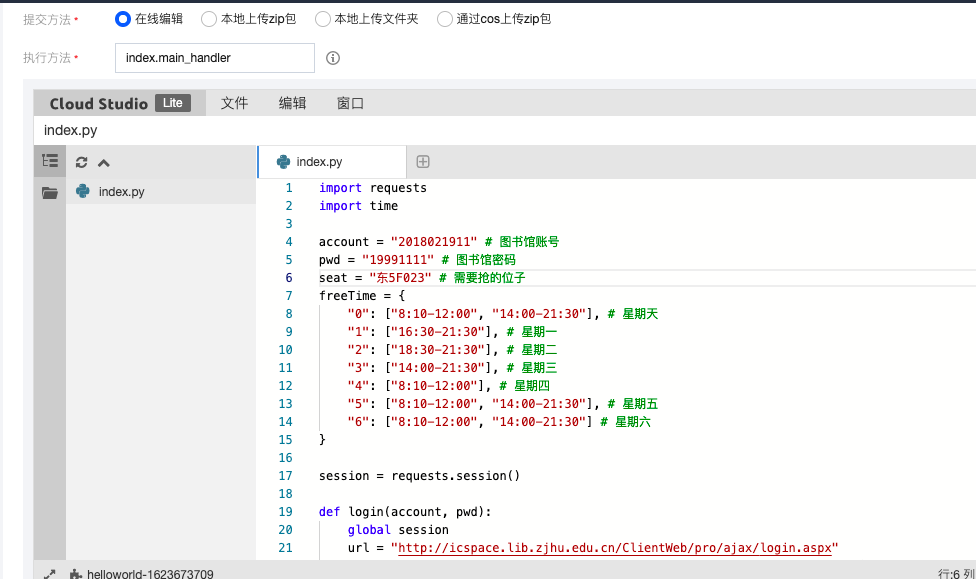 提交方法 * 在线编辑 本地上传zip包 本地上传文件夹 通过cos上传zip包
执行方法 * index.main_handler
Cloud Studio Lite 文件 编辑 窗口
index.py
index.py
index.py
1 import requests
2 import time
3
4 account = "2018021911" # 图书馆账号
5 pwd = "19991111" # 图书馆密码
6 seat = "东5F023" # 需要抢的位子
7 freeTime = {
8 "0": ["8:10-12:00", "14:00-21:30"], # 星期天
9 "1": ["16:30-21:30"], # 星期一
10 "2": ["18:30-21:30"], # 星期二
11 "3": ["14:00-21:30"], # 星期三
12 "4": ["8:10-12:00"], # 星期四
13 "5": ["8:10-12:00", "14:00-21:30"], # 星期五
14 "6": ["8:10-12:00", "14:00-21:30"] # 星期六
15 }
16
17 session = requests.session()
18
19 def login(account, pwd):
20 global session
21 url = "http://icspace.lib.zjhu.edu.cn/ClientWeb/pro/ajax/login.aspx"
helloworld-1623673709 行:6 列